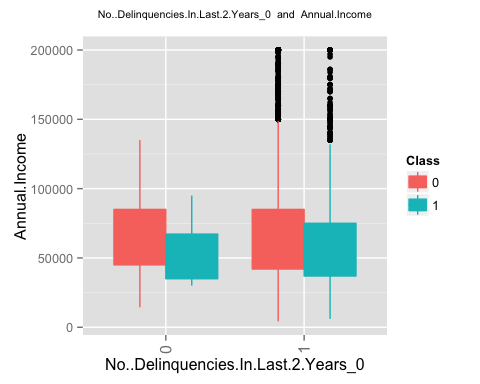 No..Delinquencies.In.Last.2.Years_0 and Annual.Income
200000
150000
100000
50000
0
Annual.Income
0
1
No..Delinquencies.In.Last.2.Years_0
Class
0
1